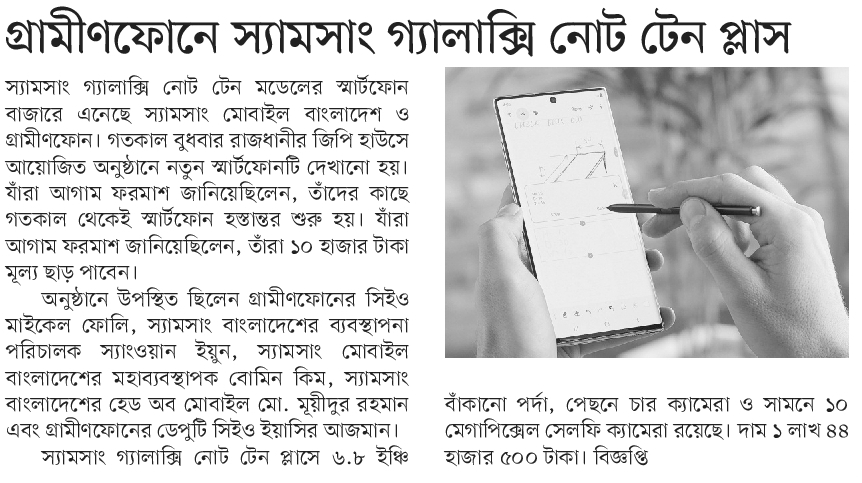 গ্রামীণফোনে স্যামসাং গ্যালাক্সি নোট টেন প্লাস
স্যামসাং গ্যালাক্সি নোট টেন মডেলের স্মার্টফোন
বাজারে এনেছে স্যামসাং মোবাইল বাংলাদেশ ও
গ্রামীণফোন। গতকাল বুধবার রাজধানীর জিপি হাউসে
আয়োজিত অনুষ্ঠানে নতুন স্মার্টফোনটি দেখানো হয়।
যাঁরা আগাম ফরমাশ জানিয়েছিলেন, তাঁদের কাছে
গতকাল থেকেই স্মার্টফোন হস্তান্তর শুরু হয়। যাঁরা
আগাম ফরমাশ জানিয়েছিলেন, তাঁরা ১০ হাজার টাকা
মূল্য ছাড় পাবেন।
অনুষ্ঠানে উপস্থিত ছিলেন গ্রামীণফোনের সিইও
মাইকেল ফোলি, স্যামসাং বাংলাদেশের ব্যবস্থাপনা
পরিচালক স্যাংওয়ান ইয়ুন, স্যামসাং মোবাইল
বাংলাদেশের মহাব্যবস্থাপক বোমিন কিম, স্যামসাং
বাংলাদেশের হেড অব মোবাইল মো. মূয়ীদুর রহমান
এবং গ্রামীণফোনের ডেপুটি সিইও ইয়াসির আজমান।
স্যামসাং গ্যালাক্সি নোট টেন প্লাসে ৬.৮ ইঞ্চি
বাঁকানো পর্দা, পেছনে চার ক্যামেরা ও সামনে ১০
মেগাপিক্সেল সেলফি ক্যামেরা রয়েছে। দাম ১ লাখ ৪৪
হাজার ৫০০ টাকা। বিজ্ঞপ্তি